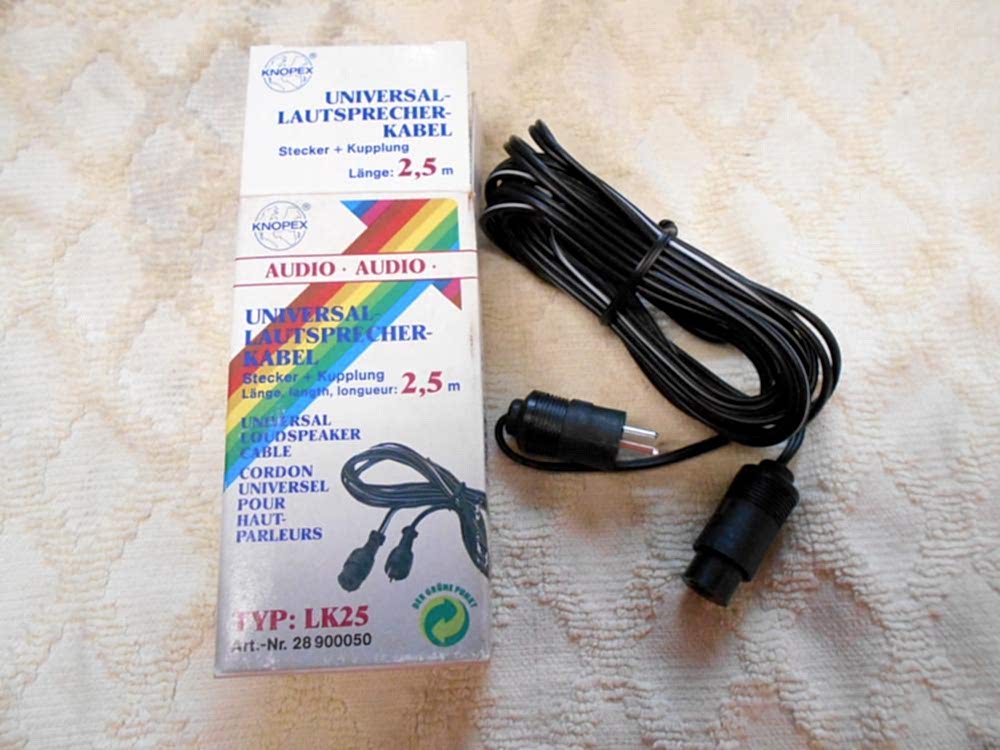 KNOPEX®
UNIVERSAL-
LAUTSPRECHER-
KABEL
Stecker + Kupplung
Länge: 2,5 m
KNOPEX®
AUDIO · AUDIO ·
UNIVERSAL-
LAUTSPRECHER-
KABEL
Stecker + Kupplung
Länge, length, longueur: 2,5 m
UNIVERSAL
LOUDSPEAKER
CABLE
CORDON
UNIVERSEL
POUR
HAUT-
PARLEURS
DER GRÜNE PUNKT
TYP: LK25
Art.-Nr. 28 900050